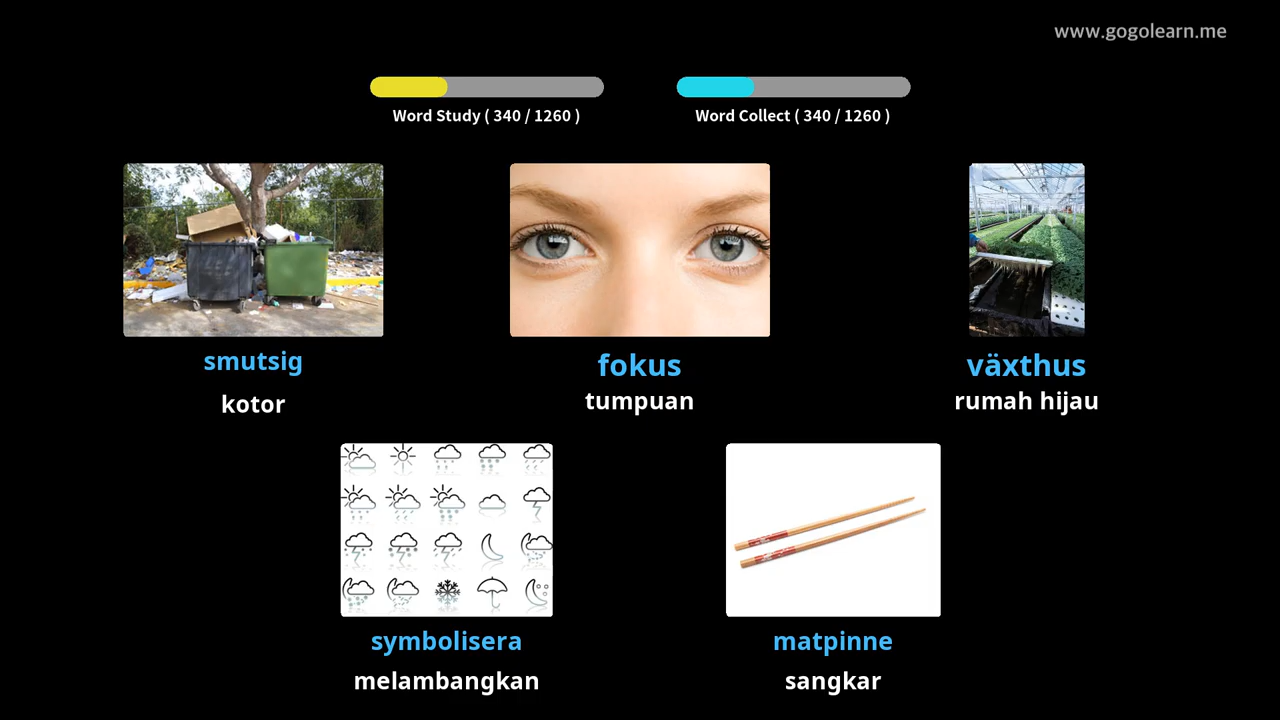 www.gogolearn.me
Word Study ( 340 / 1260 )
Word Collect ( 340 / 1260 )
smutsig
kotor
fokus
tumpuan
växthus
rumah hijau
symbolisera
melambangkan
matpinne
sangkar